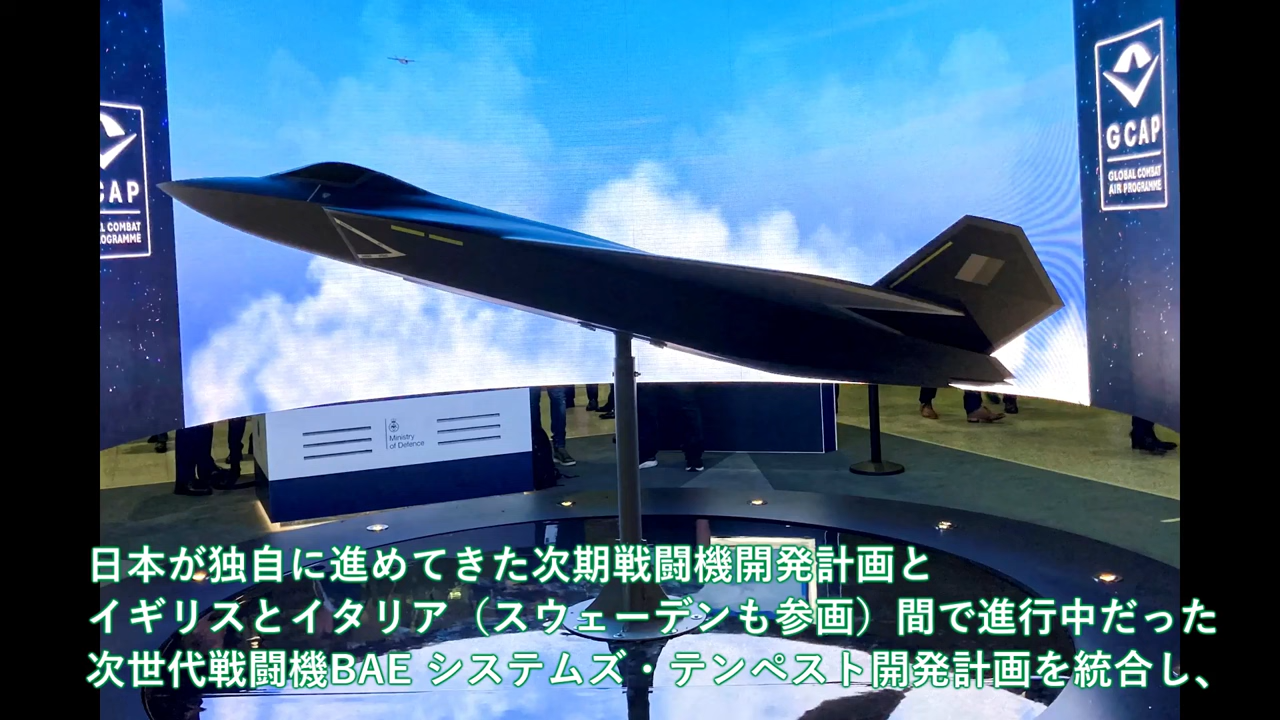 GCAP
GLOBAL COMBAT
AIR PROGRAMME
CAP
L COMBAT
OGRAMME
Ministry
of Defence
日本が独自に進めてきた次期戦闘機開発計画と
イギリスとイタリア（スウェーデンも参画）間で進行中だった
次世代戦闘機BAE システムズ・テンペスト開発計画を統合し、